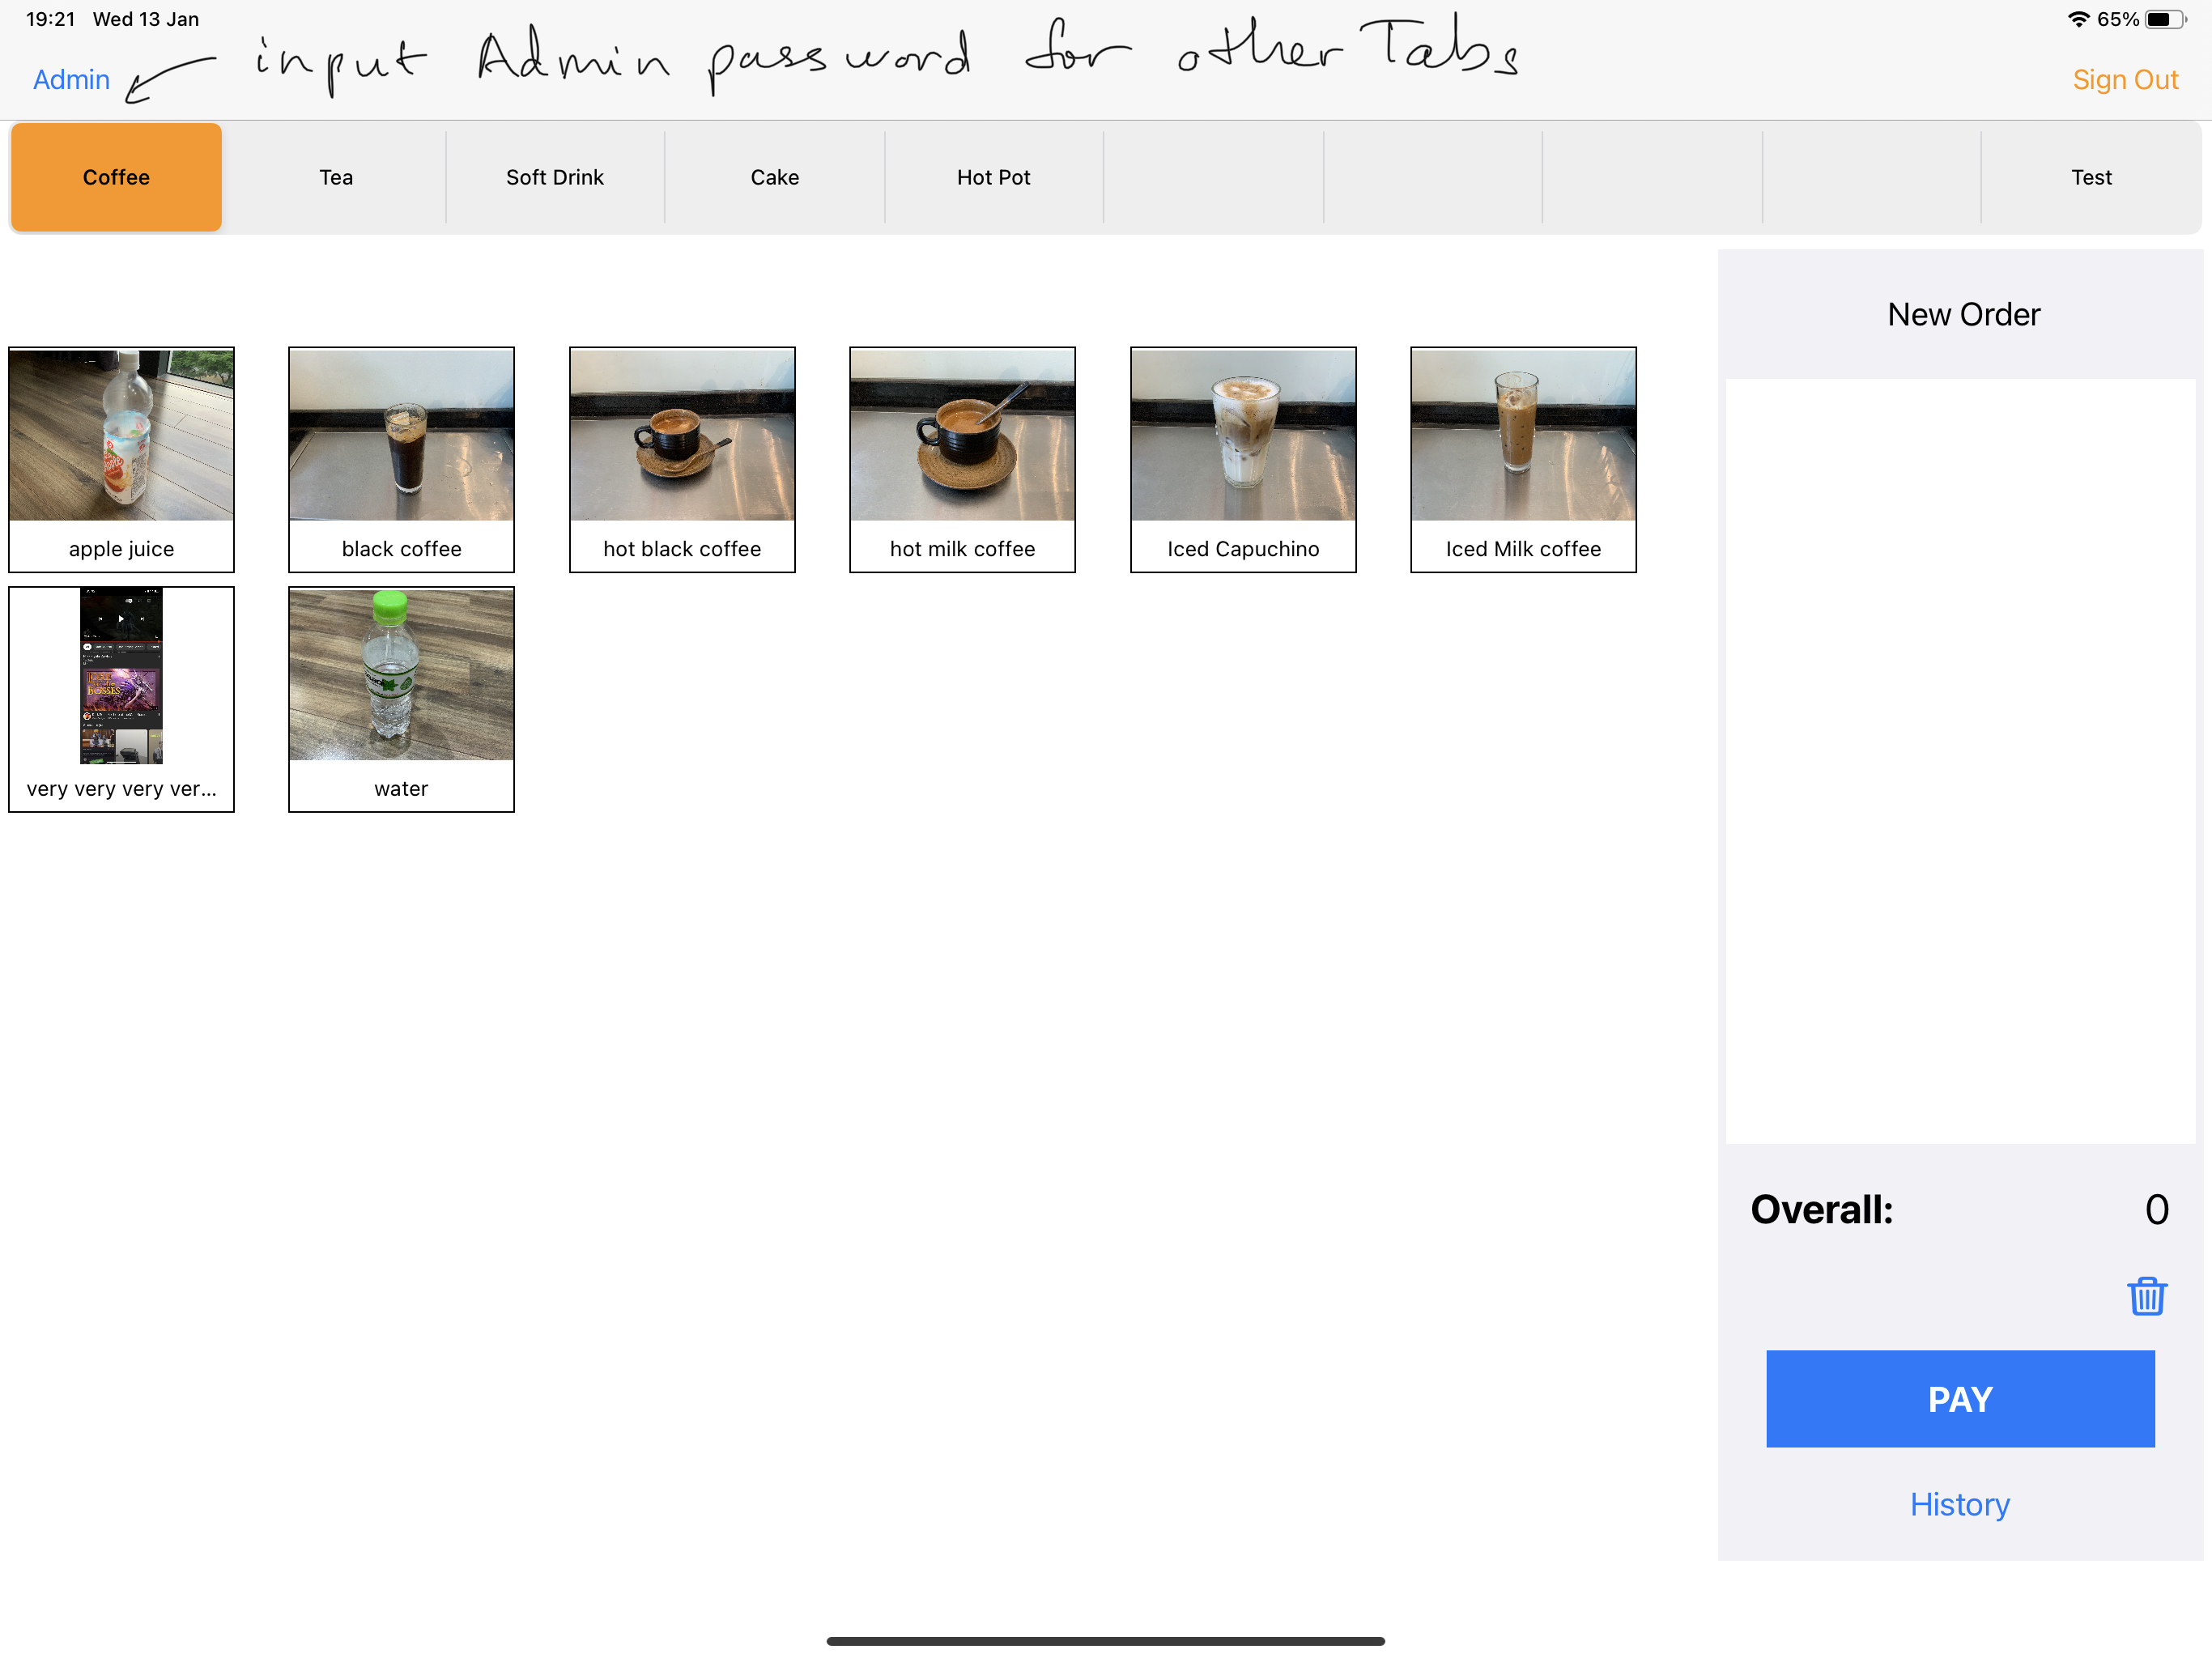 19:21 Wed 13 Jan
65%
input Admin password for other Tabs
Admin
Sign Out
Coffee
Tea
Soft Drink
Cake
Hot Pot
Test
New Order
apple juice
black coffee
hot black coffee
hot milk coffee
Iced Capuchino
Iced Milk coffee
BOSSES
very very very ver...
water
Overall: 0
PAY
History